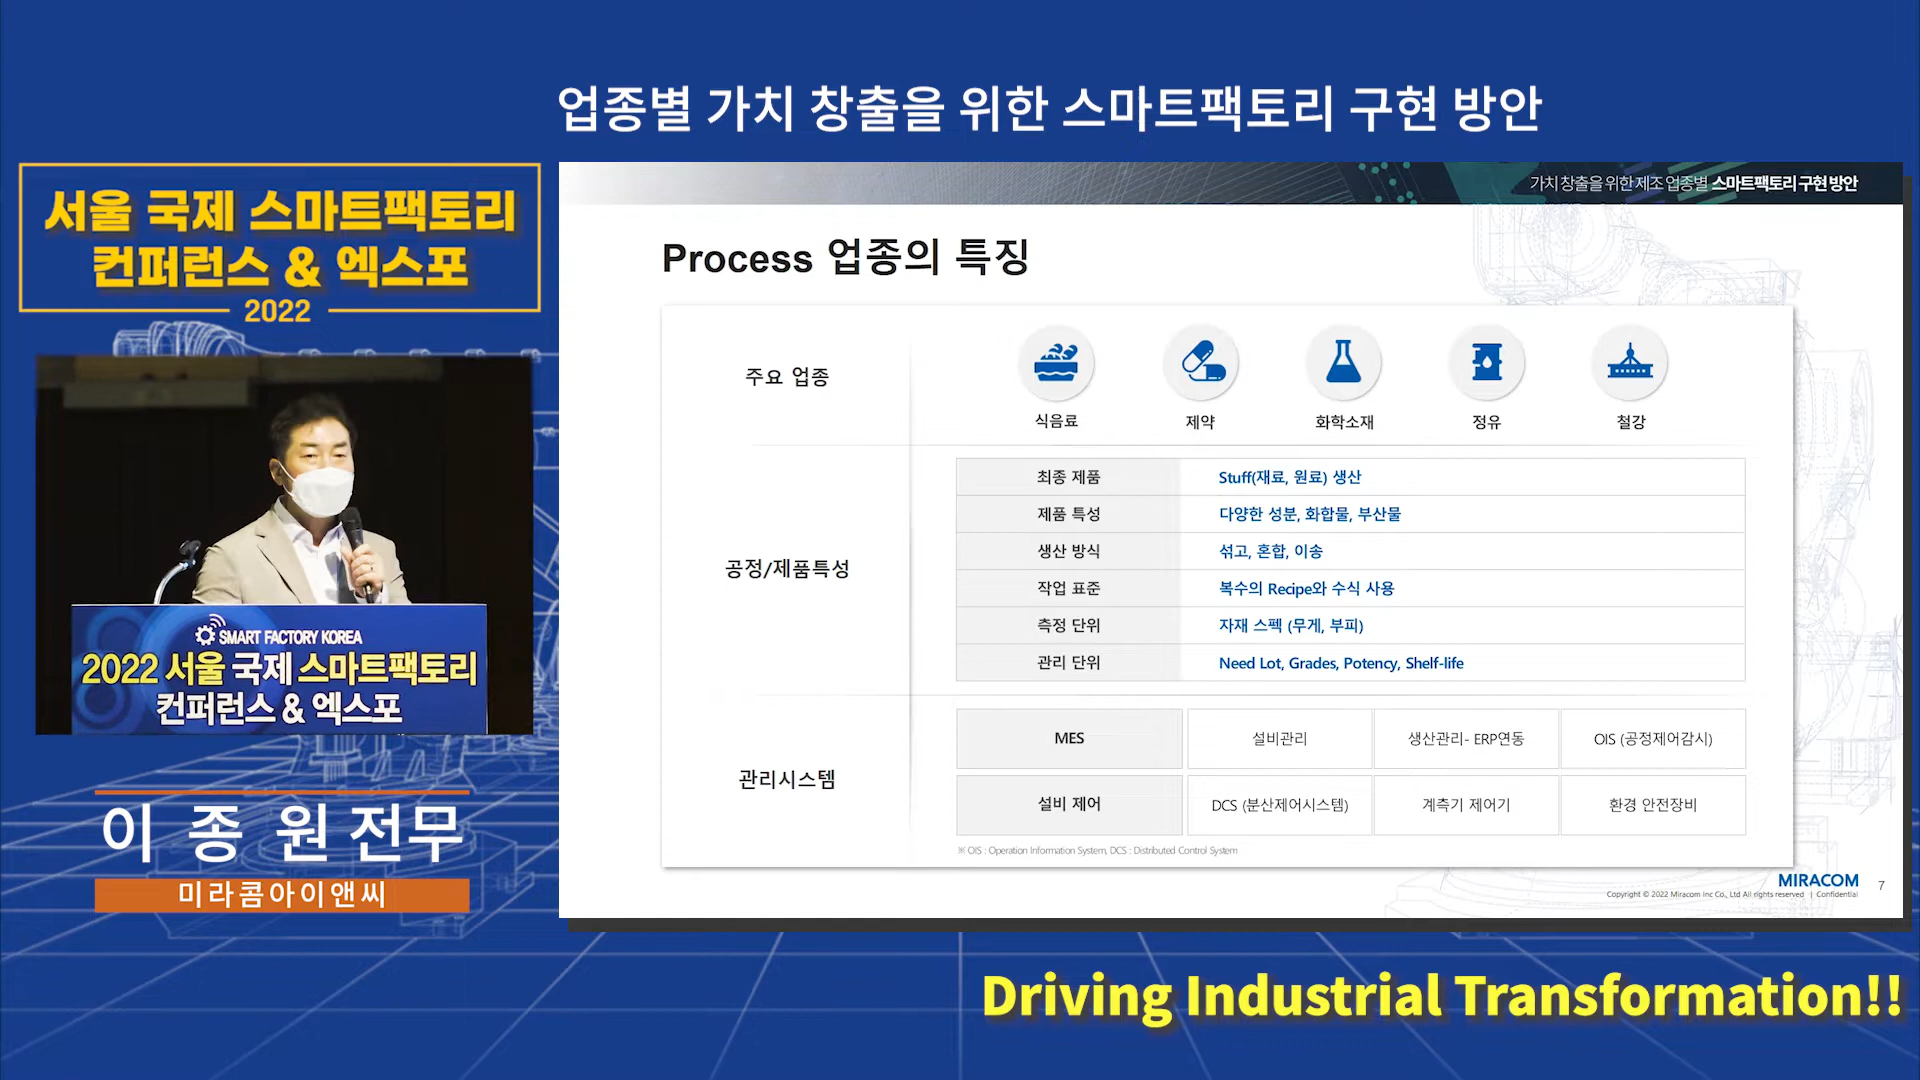 업종별 가치 창출을 위한 스마트팩토리 구현 방안
서울 국제 스마트팩토리
컨퍼런스 & 엑스포
2022
SMART FACTORY KOREA
2022 서울 국제 스마트팩토리
컨퍼런스 & 엑스포
이 종 원 전무
미라콤아이앤씨
가치 창출을 위한 제조 업종별 스마트팩토리 구현 방안
Process 업종의 특징
주요 업종
식음료
제약
화학소재
정유
철강
공정/제품특성
최종 제품
Stuff(재료, 원료) 생산
제품 특성
다양한 성분, 화합물, 부산물
생산 방식
섞고, 혼합, 이송
작업 표준
복수의 Recipe와 수식 사용
측정 단위
자재 스펙 (무게, 부피)
관리 단위
Need Lot, Grades, Potency, Shelf-life
관리시스템
MES
설비관리
생산관리- ERP연동
OIS (공정제어감시)
설비 제어
DCS (분산제어시스템)
계측기 제어기
환경 안전장비
※ OIS : Operation Information System, DCS : Distributed Control System
MIRACOM
Copyright © 2022 Miracom Inc Co., Ltd All rights reserved | Confidential
7
Driving Industrial Transformation!!